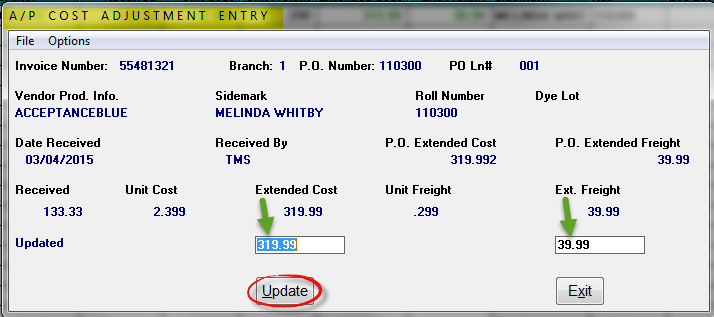 A/P COST ADJUSTMENT ENTRY
File Options
Invoice Number: 55481321 Branch: 1 P.O. Number: 110300 PO Ln# 001
Vendor Prod. Info. Sidemark Roll Number Dye Lot
ACCEPTANCEBLUE MELINDA WHITBY 110300
Date Received Received By P.O. Extended Cost P.O. Extended Freight
03/04/2015 TMS 319.992 39.99
Received Unit Cost Extended Cost Unit Freight Ext. Freight
133.33 2.399 319.99 .299 39.99
Updated 319.99 39.99
Update Exit